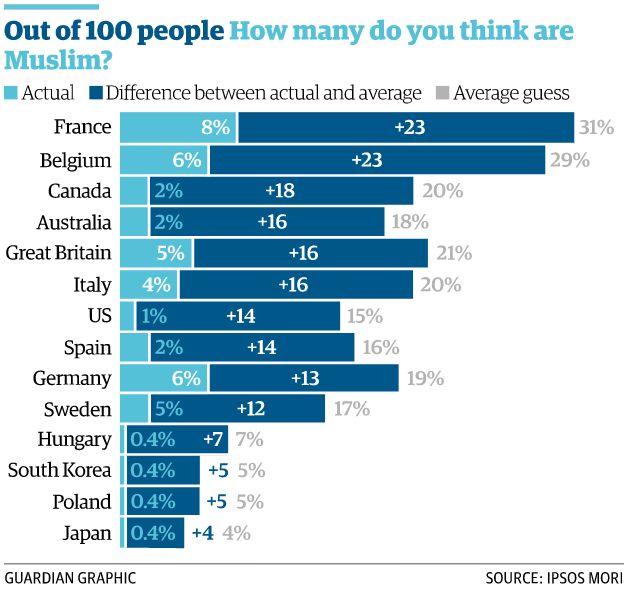 Out of 100 people How many do you think are
Muslim?
Actual Difference between actual and average Average guess
France 8% +23 31%
Belgium 6% +23 29%
Canada 2% +18 20%
Australia 2% +16 18%
Great Britain 5% +16 21%
Italy 4% +16 20%
US 1% +14 15%
Spain 2% +14 16%
Germany 6% +13 19%
Sweden 5% +12 17%
Hungary 0.4% +7 7%
South Korea 0.4% +5 5%
Poland 0.4% +5 5%
Japan 0.4% +4 4%
GUARDIAN GRAPHIC SOURCE: IPSOS MORI